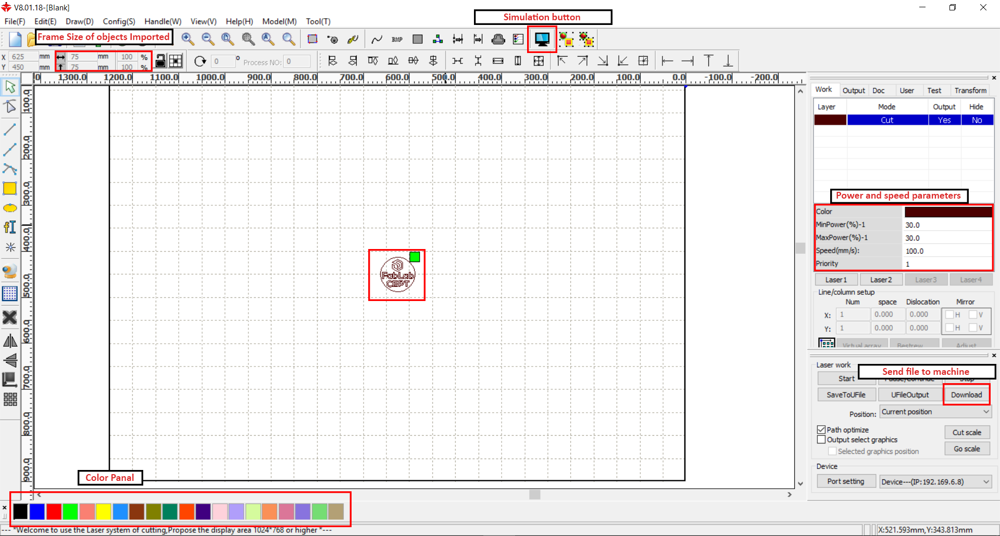 V8.01.18-[Blank]
File(F) Edit(E) Draw(D) Config(S) Handle(W) View(V) Help(H) Model(M) Tool(T)
Simulation button
Frame Size of objects Imported
BMP
X 625 mm 75 mm 100 %
Y 450 mm 75 mm 100 %
0 ° Process NO: 0
0 1300.0 1200.0 1100.0 1000.0 900.0 800.0 700.0 600.0 500.0 400.0 300.0 200.0 100.0 0.0 -100.0 -200.0
100.0
200.0
300.0
400.0
500.0
600.0
700.0
800.0
900.0
FabLab
CEPT
Color Panal
Work Output Doc User Test Transform
Layer Mode Output Hide
Cut Yes No
Power and speed parameters
Color
MinPower(%)-1 30.0
MaxPower(%)-1 30.0
Speed(mm/s): 100.0
Priority 1
Laser1 Laser2 Laser3 Laser4
Line/column setup
Num space Dislocation Mirror
X: 1 0.000 0.000 H V
Y: 1 0.000 0.000 H V
Virtual array Bestrew Adjust
Laser work
Send file to machine
Start Pause/Continue Stop
SaveToUFile UFileOutput Download
Position: Current position
Path optimize
Output select graphics
Selected graphics position
Cut scale
Go scale
Device
Port setting Device---(IP:192.169.6.8)
--- *Welcome to use the Laser system of cutting,Propose the display area 1024*768 or higher *---
X:521.593mm,Y:343.813mm